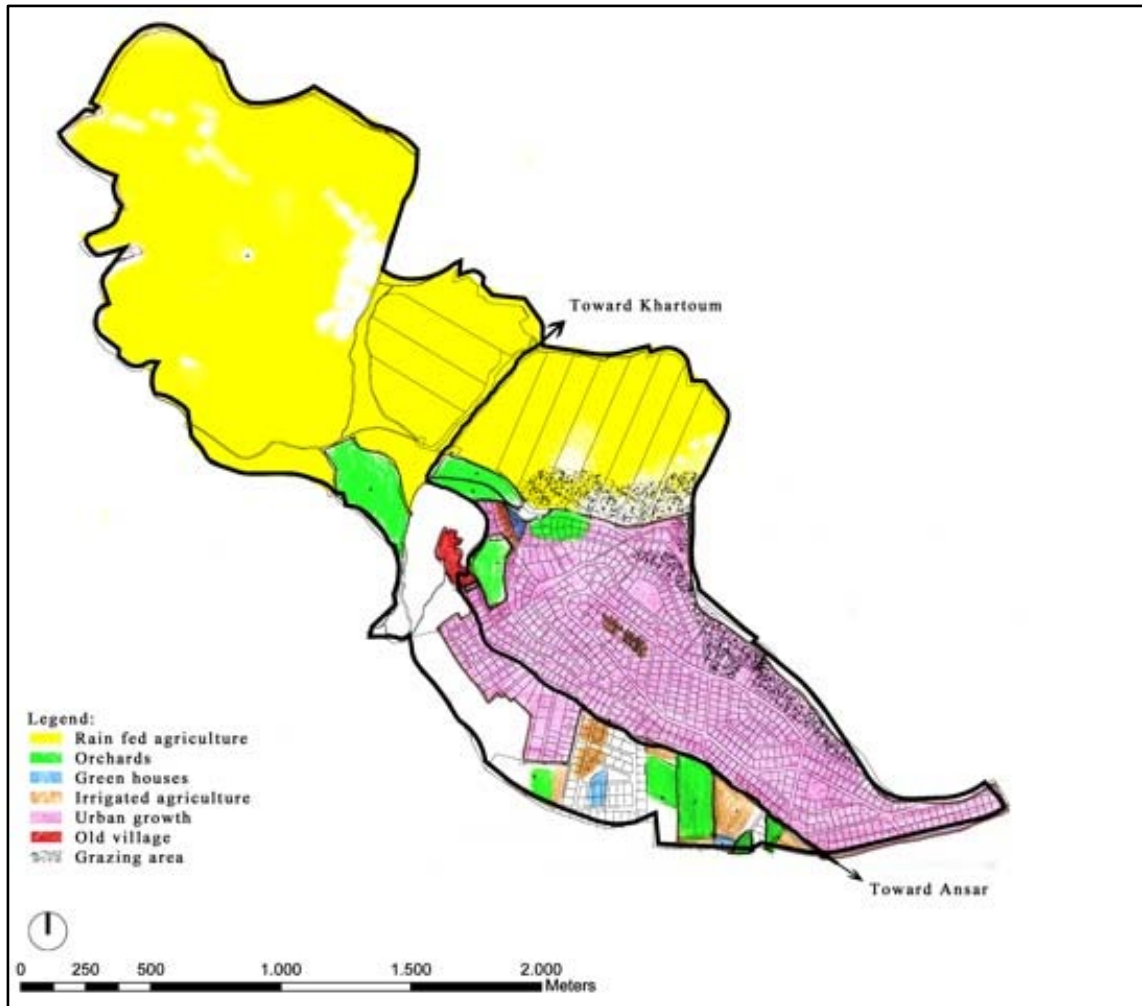 Toward Khartoum
Legend:
Rain fed agriculture
Orchards
Green houses
Irrigated agriculture
Urban growth
Old village
Grazing area
Toward Ansar
0 250 500 1.000 1.500 2.000
Meters